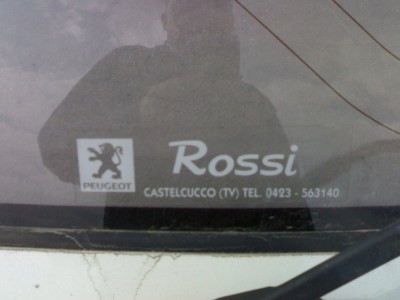 Rossi
PEUGEOT
CASTELCUCCO (TV) TEL. 0423 - 563140